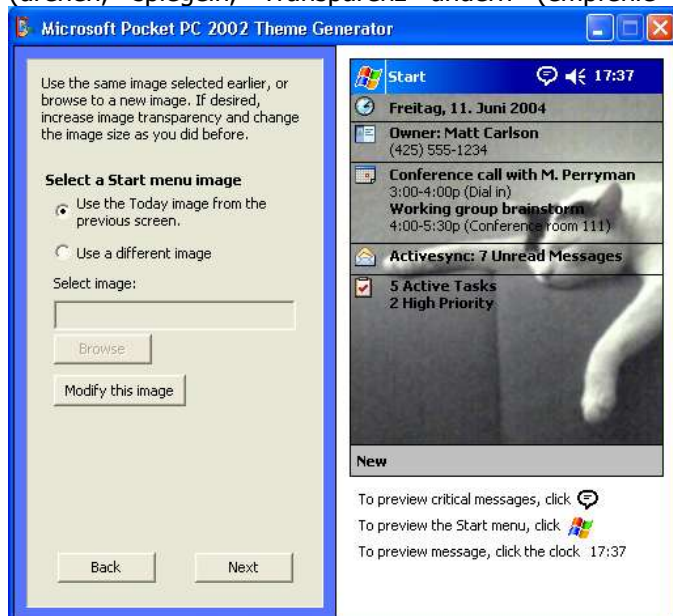 (drehen, spiegeln, Transparenz ändern (empfehle
Microsoft Pocket PC 2002 Theme Generator
Use the same image selected earlier, or
browse to a new image. If desired,
increase image transparency and change
the image size as you did before.
Select a Start menu image
Use the Today image from the
previous screen.
Use a different image
Select image:
Browse
Modify this image
Back
Next
Start
17:37
Freitag, 11. Juni 2004
Owner: Matt Carlson
(425) 555-1234
Conference call with M. Perryman
3:00-4:00p (Dial in)
Working group brainstorm
4:00-5:30p (Conference room 111)
Activesync: 7 Unread Messages
5 Active Tasks
2 High Priority
New
To preview critical messages, click
To preview the Start menu, click
To preview message, click the clock 17:37